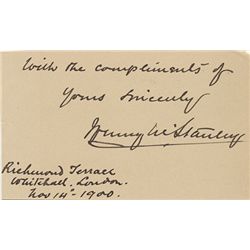 With the compliments of
Yours Sincerely
Henry M Stanley
Richmond Terrace
Whitehall, London.
Nov 14th 1900.